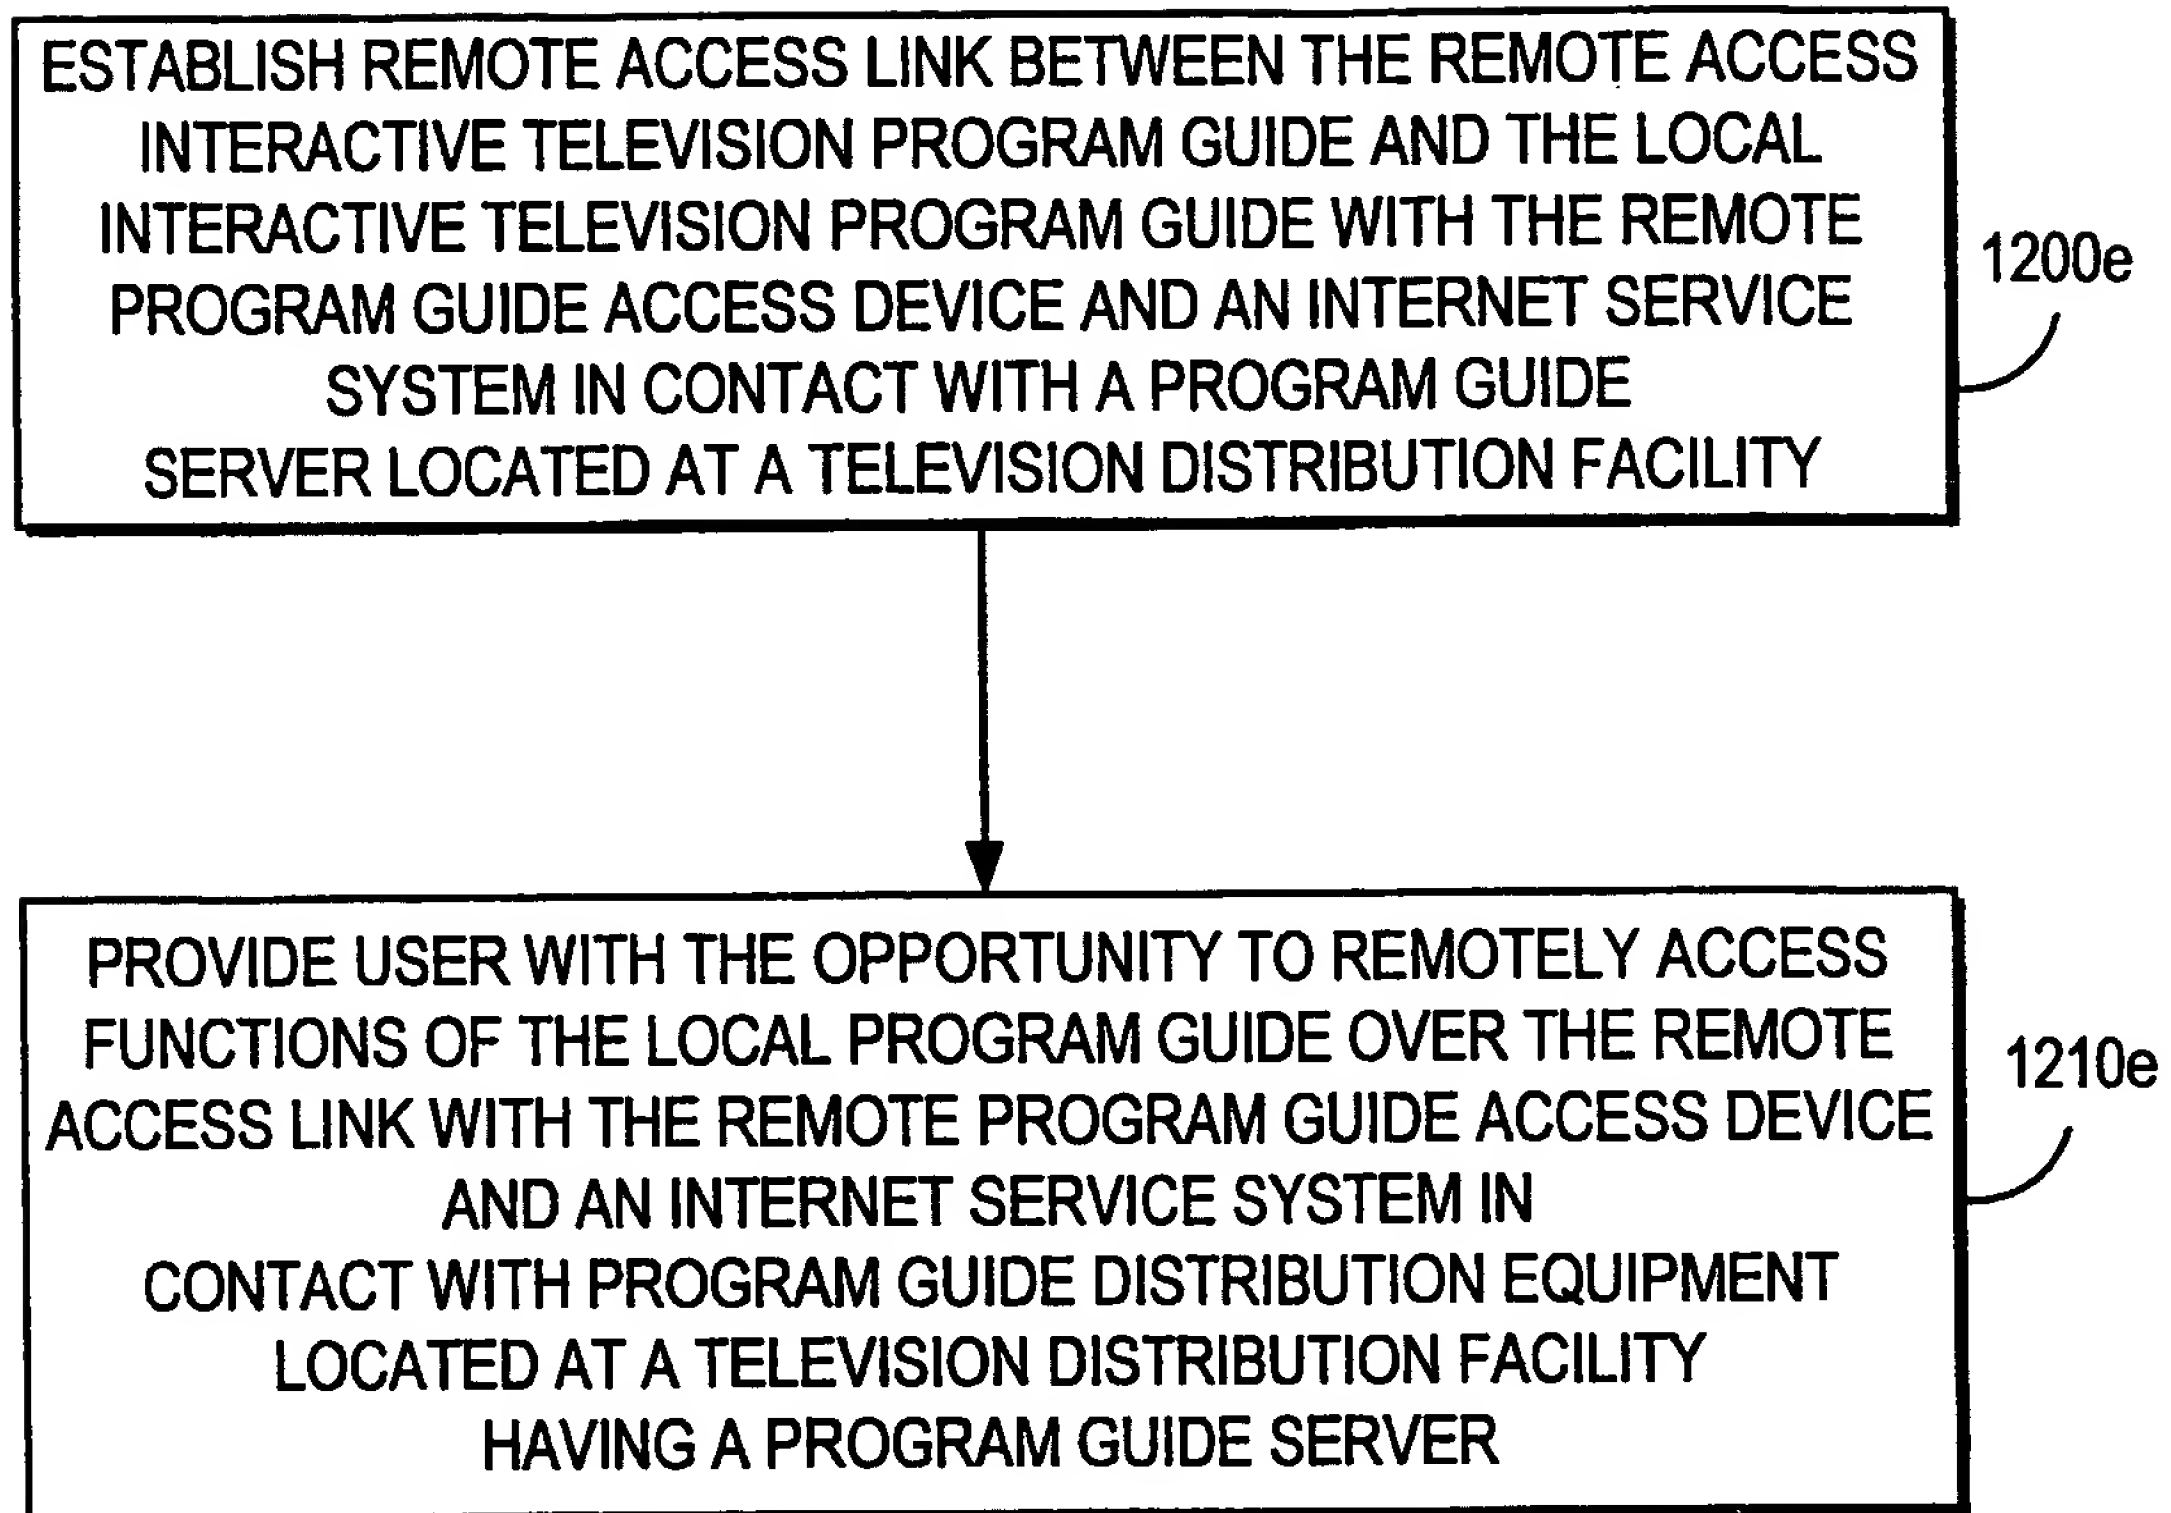 ESTABLISH REMOTE ACCESS LINK BETWEEN THE REMOTE ACCESS
INTERACTIVE TELEVISION PROGRAM GUIDE AND THE LOCAL
INTERACTIVE TELEVISION PROGRAM GUIDE WITH THE REMOTE
PROGRAM GUIDE ACCESS DEVICE AND AN INTERNET SERVICE
SYSTEM IN CONTACT WITH A PROGRAM GUIDE
SERVER LOCATED AT A TELEVISION DISTRIBUTION FACILITY
1200e
PROVIDE USER WITH THE OPPORTUNITY TO REMOTELY ACCESS
FUNCTIONS OF THE LOCAL PROGRAM GUIDE OVER THE REMOTE
ACCESS LINK WITH THE REMOTE PROGRAM GUIDE ACCESS DEVICE
AND AN INTERNET SERVICE SYSTEM IN
CONTACT WITH PROGRAM GUIDE DISTRIBUTION EQUIPMENT
LOCATED AT A TELEVISION DISTRIBUTION FACILITY
HAVING A PROGRAM GUIDE SERVER
1210e